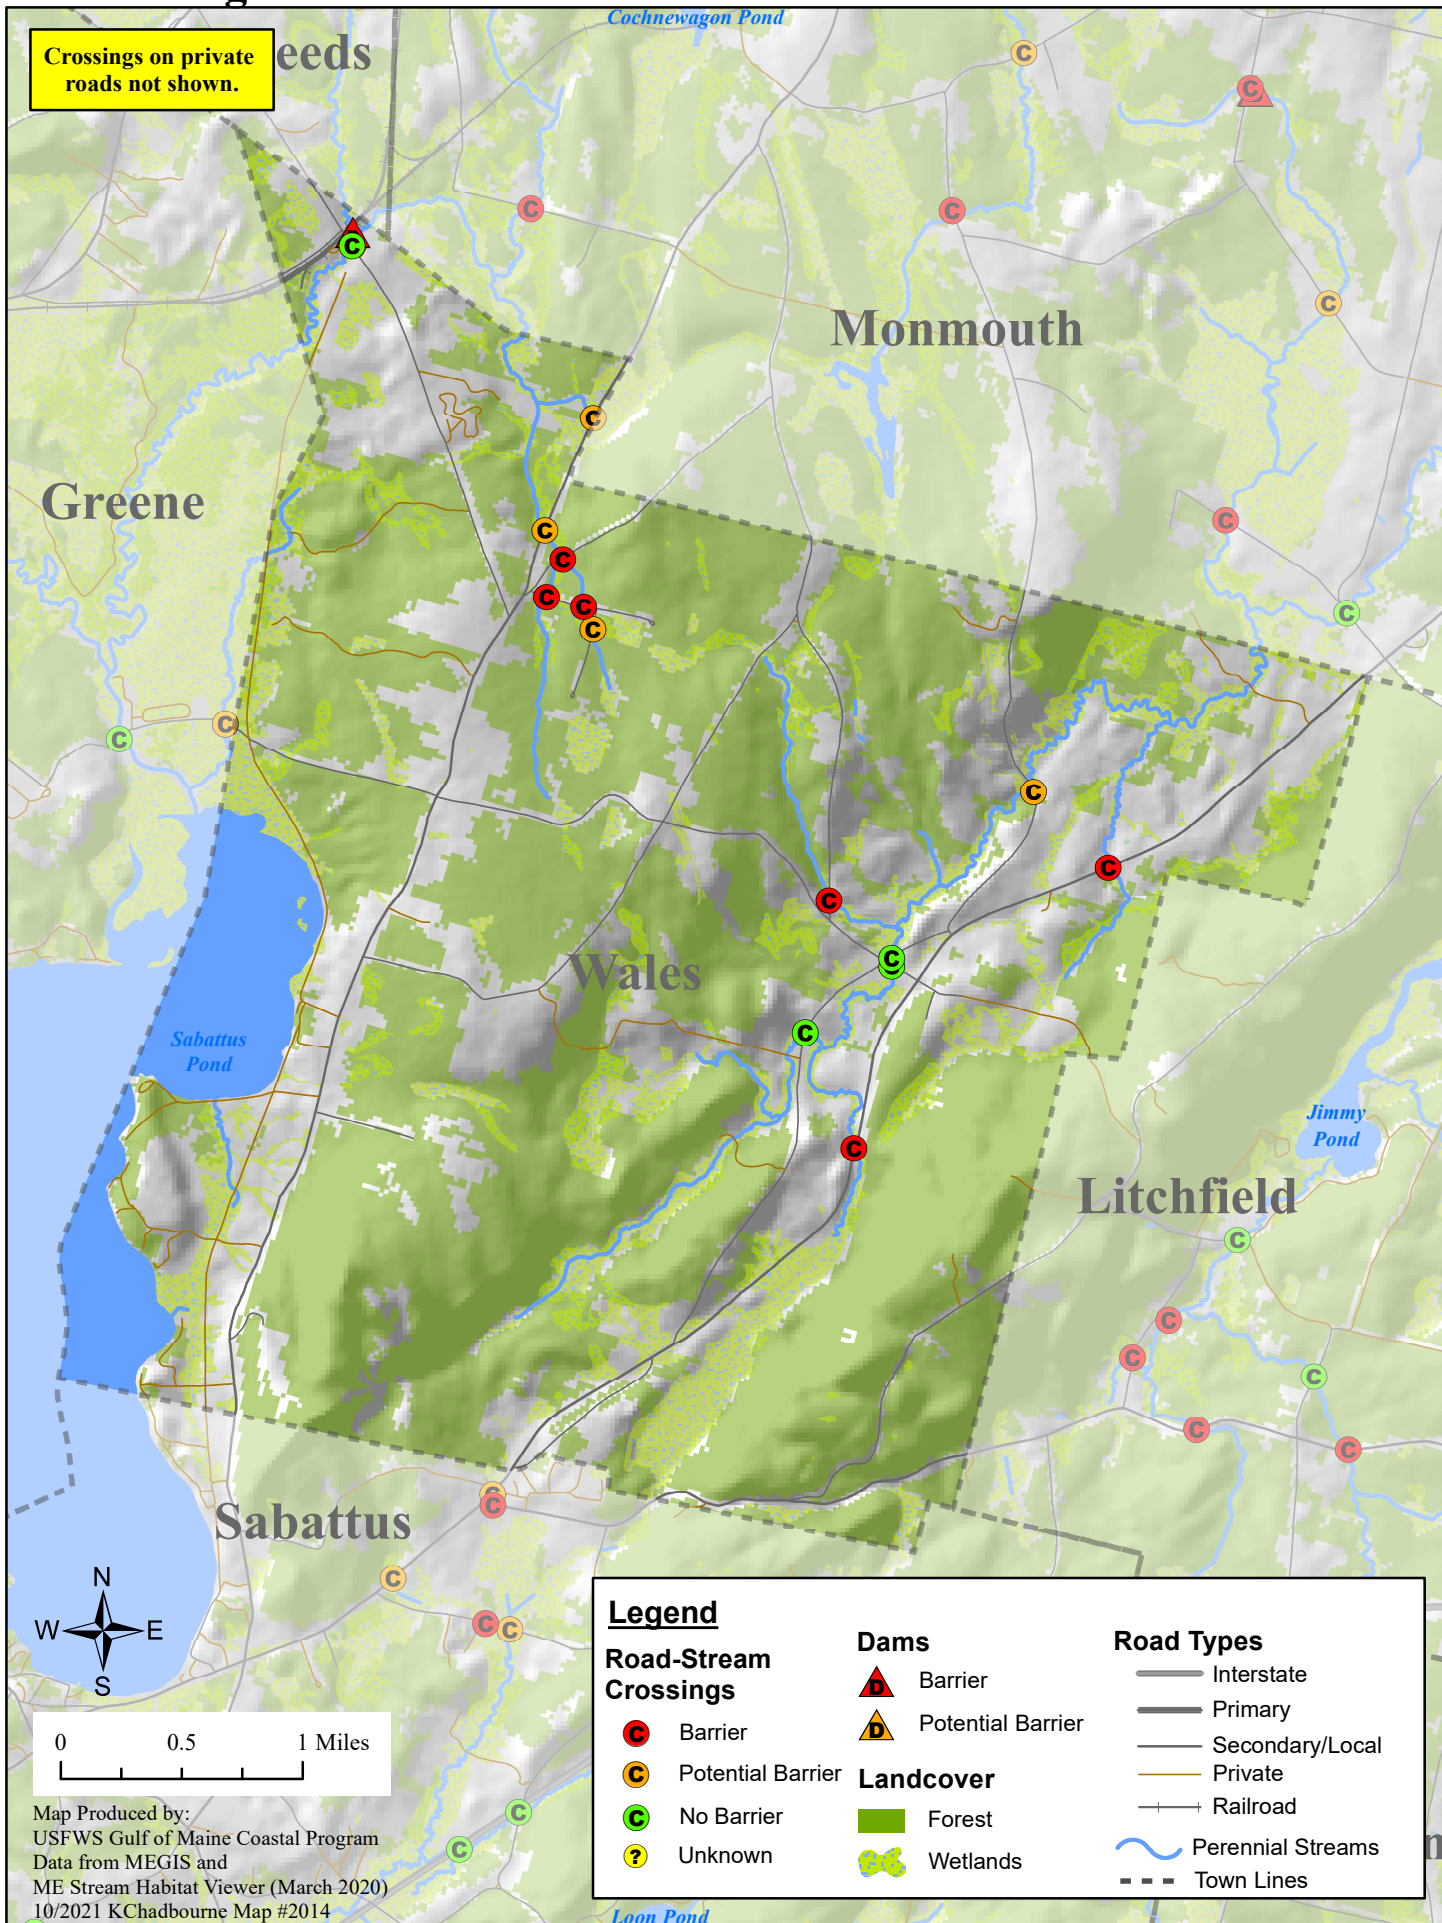 Cochnewagon Pond
Crossings on private
roads not shown.
eeds
Monmouth
Greene
Wales
Sabattus
Pond
Jimmy
Pond
Litchfield
Sabattus
N
W E
S
0 0.5 1 Miles
Map Produced by:
USFWS Gulf of Maine Coastal Program
Data from MEGIS and
ME Stream Habitat Viewer (March 2020)
10/2021 KChadbourne Map #2014
Legend
Road-Stream
Crossings
C Barrier
C Potential Barrier
C No Barrier
? Unknown
Dams
D Barrier
D Potential Barrier
Landcover
Forest
Wetlands
Road Types
Interstate
Primary
Secondary/Local
Private
Railroad
Perennial Streams
Town Lines
Loon Pond